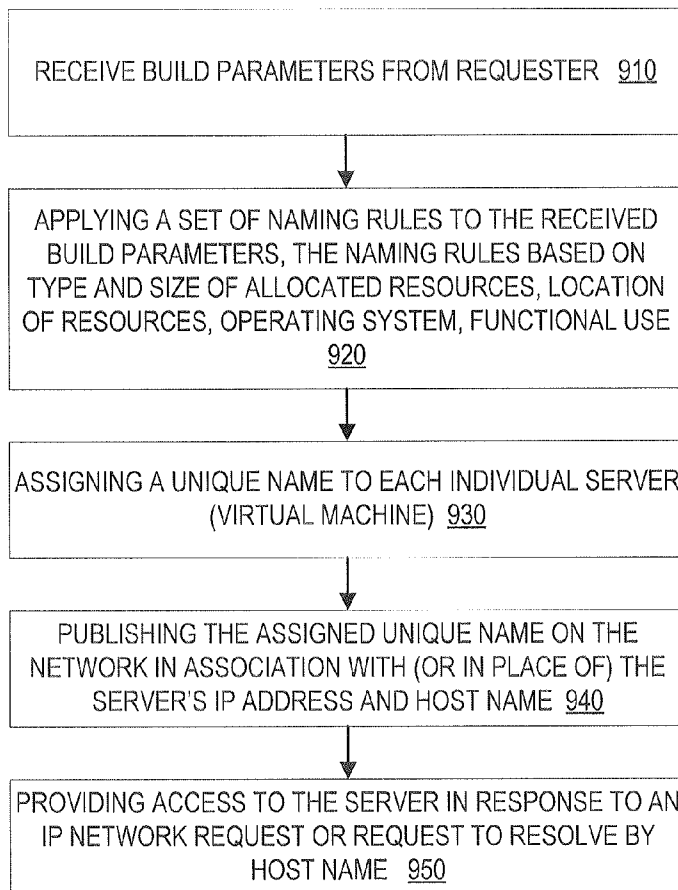 RECEIVE BUILD PARAMETERS FROM REQUESTER 910
APPLYING A SET OF NAMING RULES TO THE RECEIVED
BUILD PARAMETERS, THE NAMING RULES BASED ON
TYPE AND SIZE OF ALLOCATED RESOURCES, LOCATION
OF RESOURCES, OPERATING SYSTEM, FUNCTIONAL USE
920
ASSIGNING A UNIQUE NAME TO EACH INDIVIDUAL SERVER
(VIRTUAL MACHINE) 930
PUBLISHING THE ASSIGNED UNIQUE NAME ON THE
NETWORK IN ASSOCIATION WITH (OR IN PLACE OF) THE
SERVER'S IP ADDRESS AND HOST NAME 940
PROVIDING ACCESS TO THE SERVER IN RESPONSE TO AN
IP NETWORK REQUEST OR REQUEST TO RESOLVE BY
HOST NAME 950